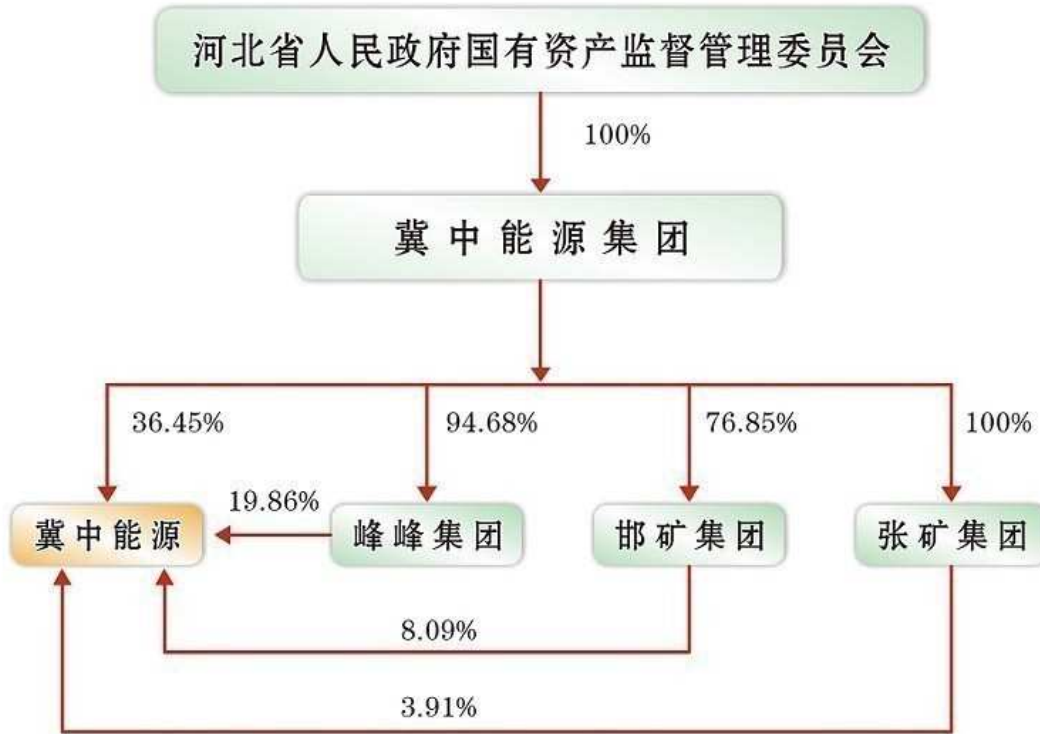 河北省人民政府国有资产监督管理委员会
100%
冀中能源集团
36.45%
94.68%
76.85%
100%
19.86%
冀中能源
峰峰集团
邯矿集团
张矿集团
8.09%
3.91%